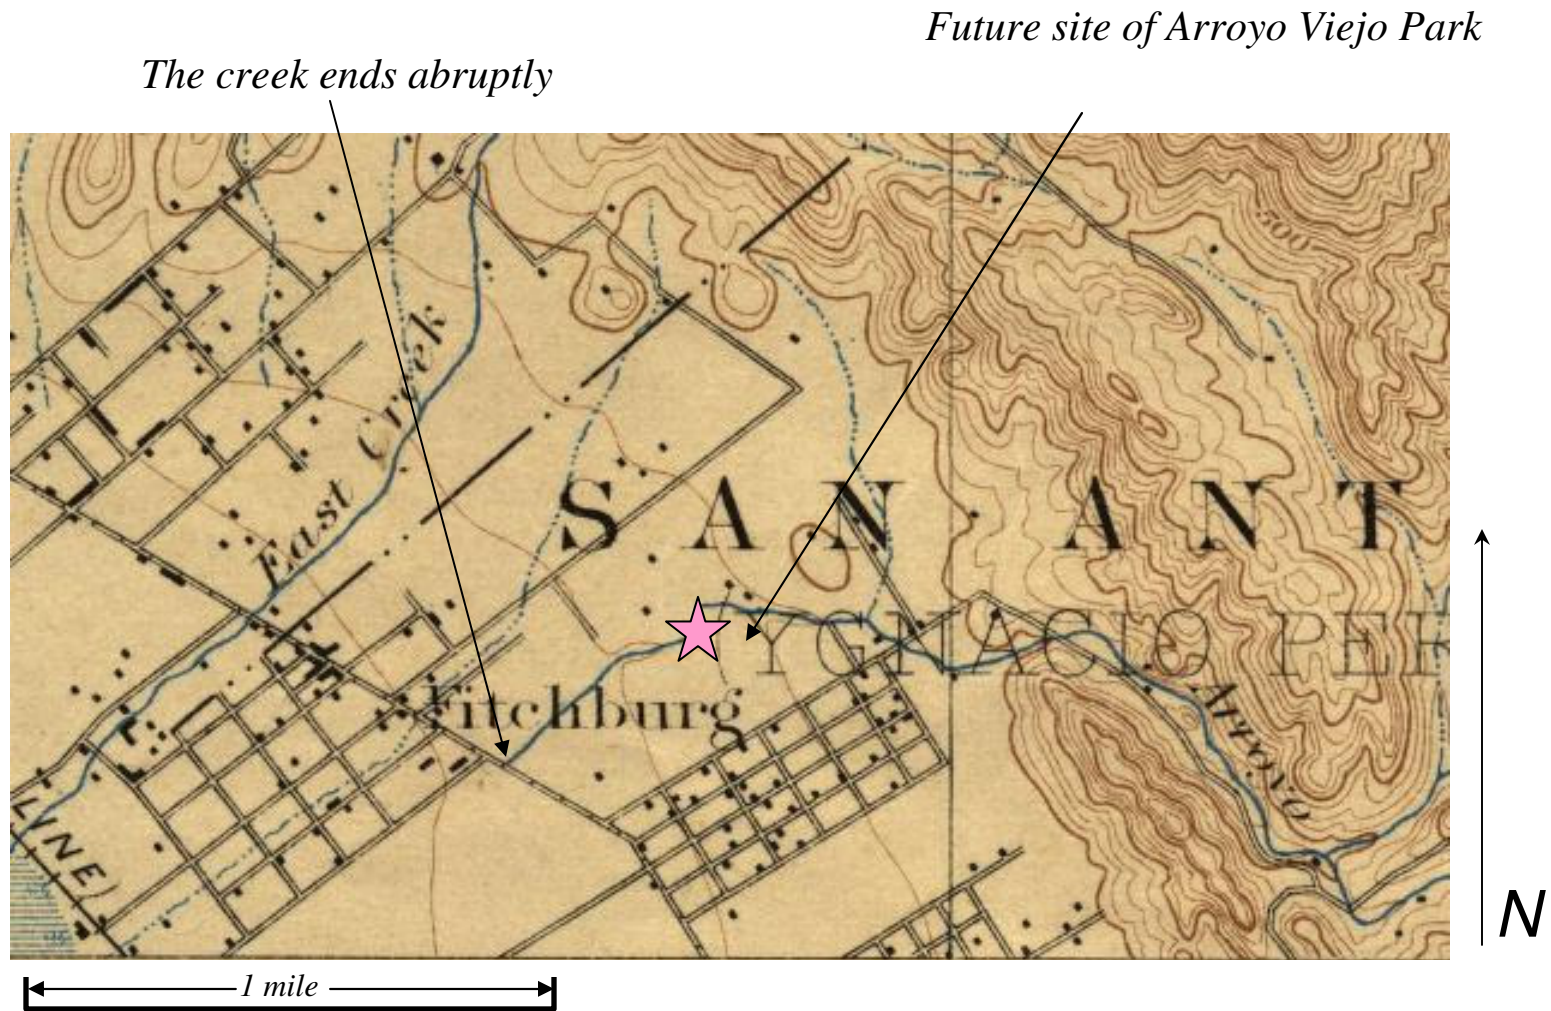 Future site of Arroyo Viejo Park
The creek ends abruptly
500
East Creek
SAN ANT
YGNACIO PER
Fitchburg
Arroyo
LINE)
N
1 mile